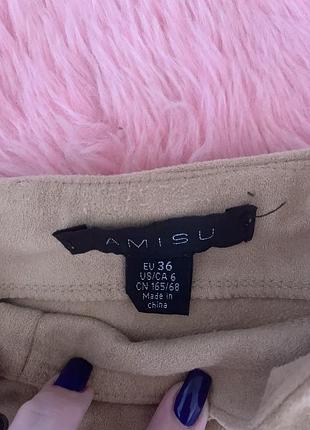 AMISU
EU 36
US/CA 6
CN 165/68
Made in
china